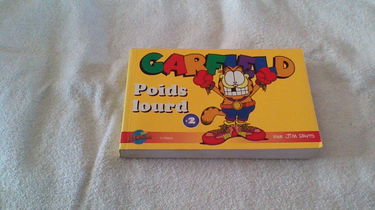 GARFIELD
Poids
lourd
#2
PAR JIM DAVIS